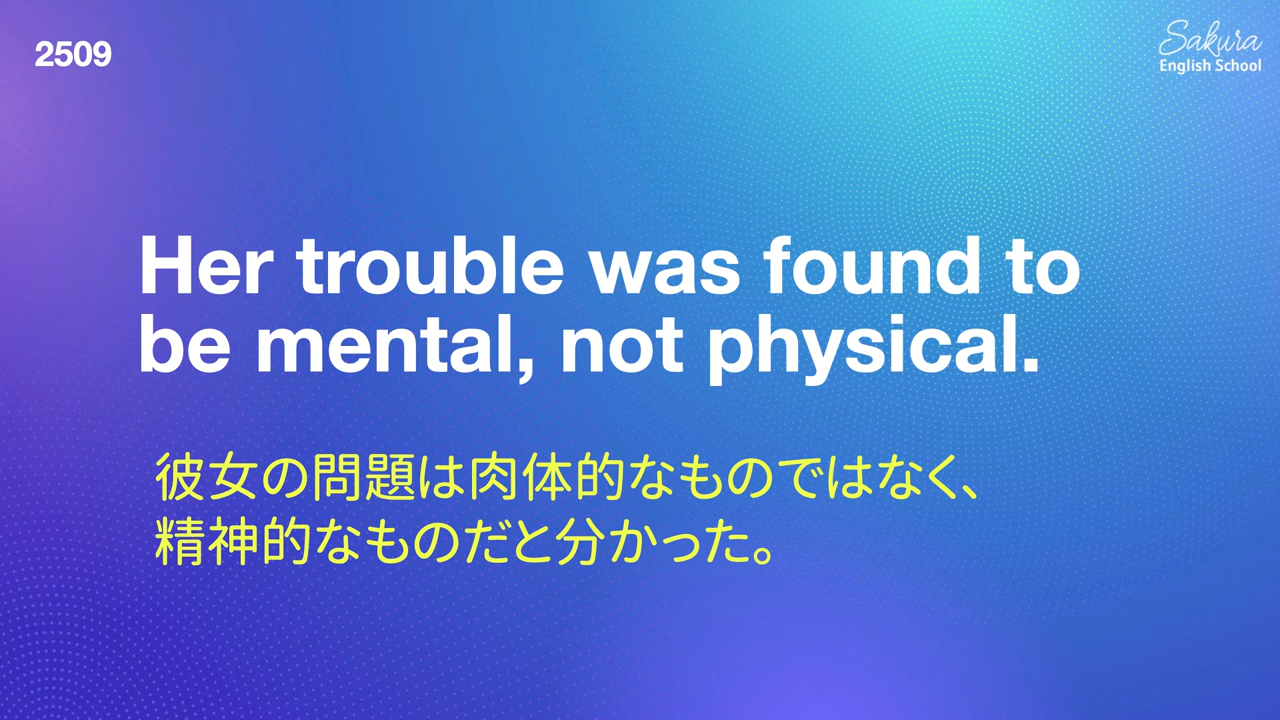 2509
Sakura
English School
Her trouble was found to
be mental, not physical.
彼女の問題は肉体的なものではなく、
精神的なものだと分かった。